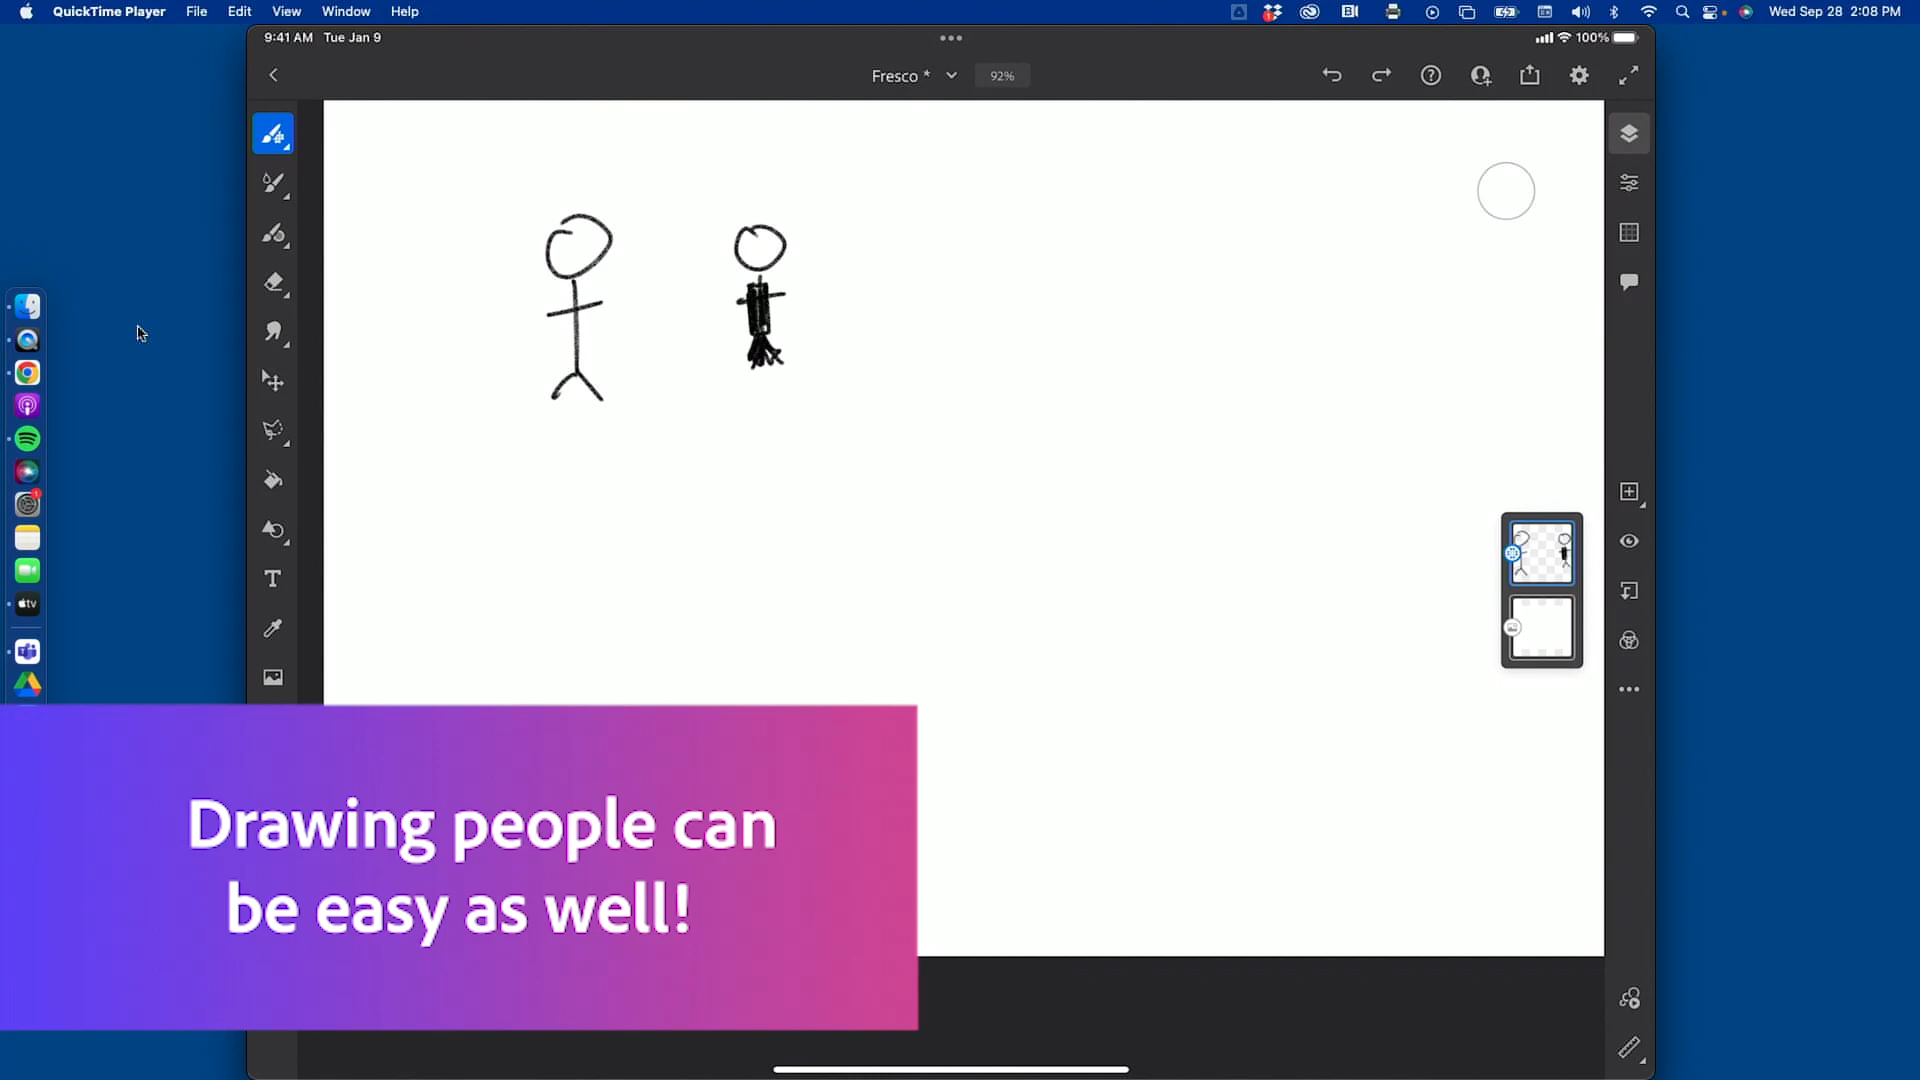 QuickTime Player File Edit View Window Help
Wed Sep 28 2:08 PM
9:41 AM Tue Jan 9
100%
Fresco *
92%
T
tv
Drawing people can
be easy as well!